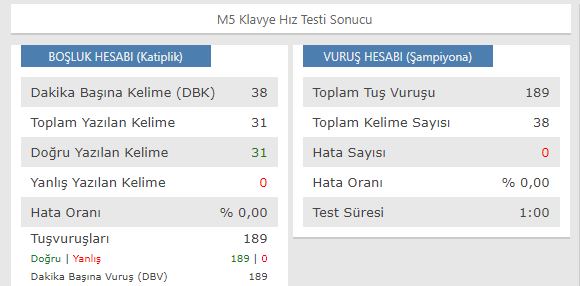 M5 Klavye Hız Testi Sonucu
BOŞLUK HESABI (Katiplik)
Dakika Başına Kelime (DBK) 38
Toplam Yazılan Kelime 31
Doğru Yazılan Kelime 31
Yanlış Yazılan Kelime 0
Hata Oranı % 0,00
Tuşvuruşları 189
Doğru | Yanlış 189 | 0
Dakika Başına Vuruş (DBV) 189
VURUŞ HESABI (Şampiyona)
Toplam Tuş Vuruşu 189
Toplam Kelime Sayısı 38
Hata Sayısı 0
Hata Oranı % 0,00
Test Süresi 1:00